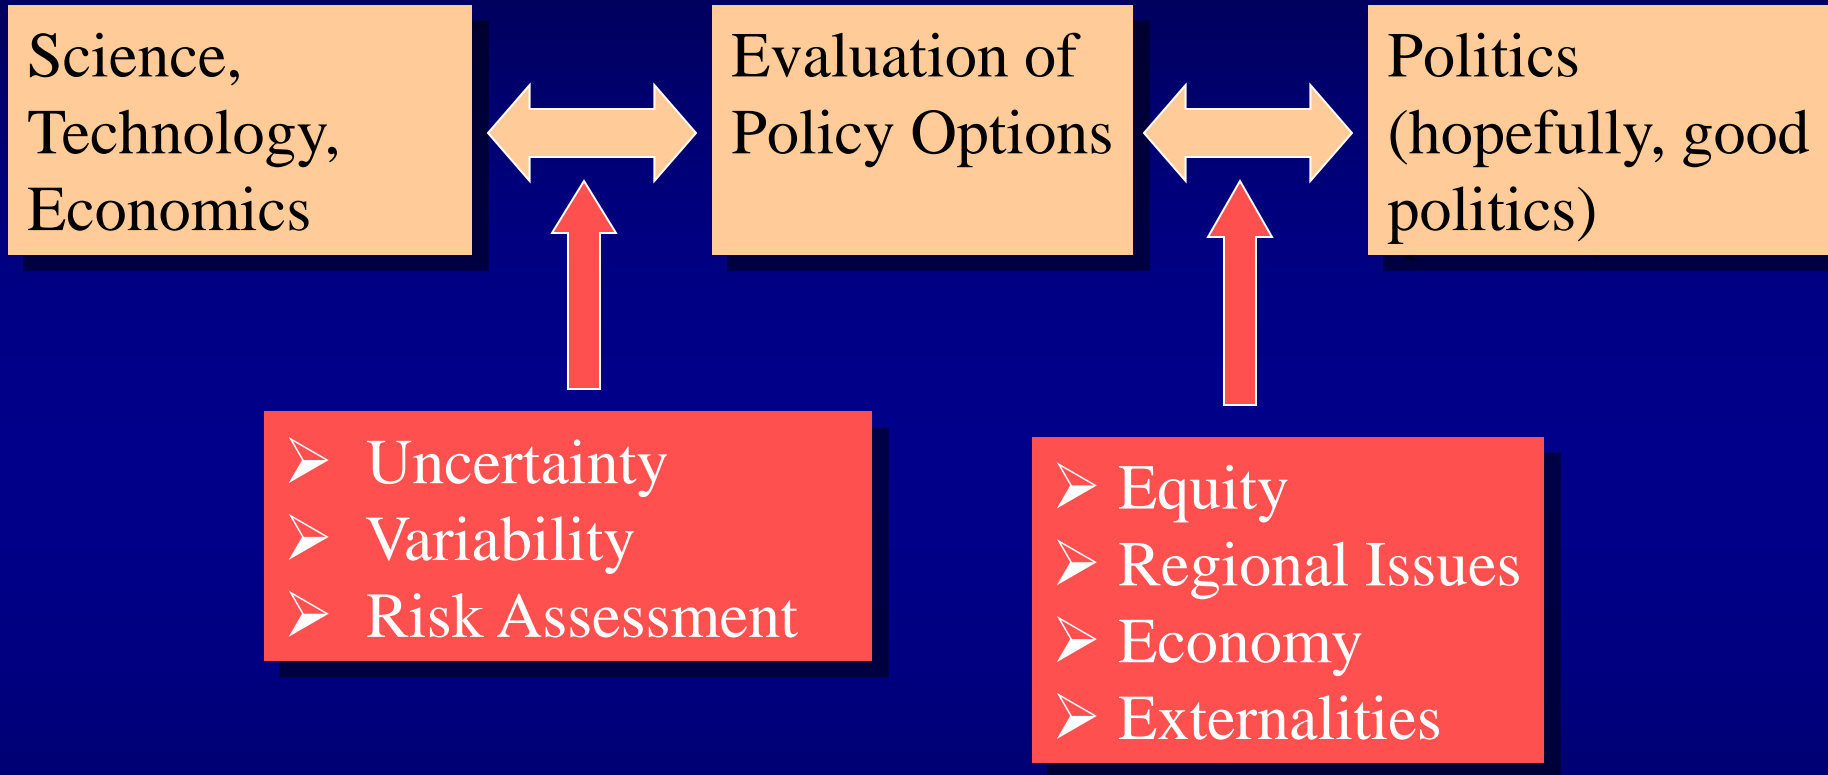 Science,
Technology,
Economics
Evaluation of
Policy Options
Politics
(hopefully, good
politics)
➢ Uncertainty
➢ Variability
➢ Risk Assessment
➢ Equity
➢ Regional Issues
➢ Economy
➢ Externalities